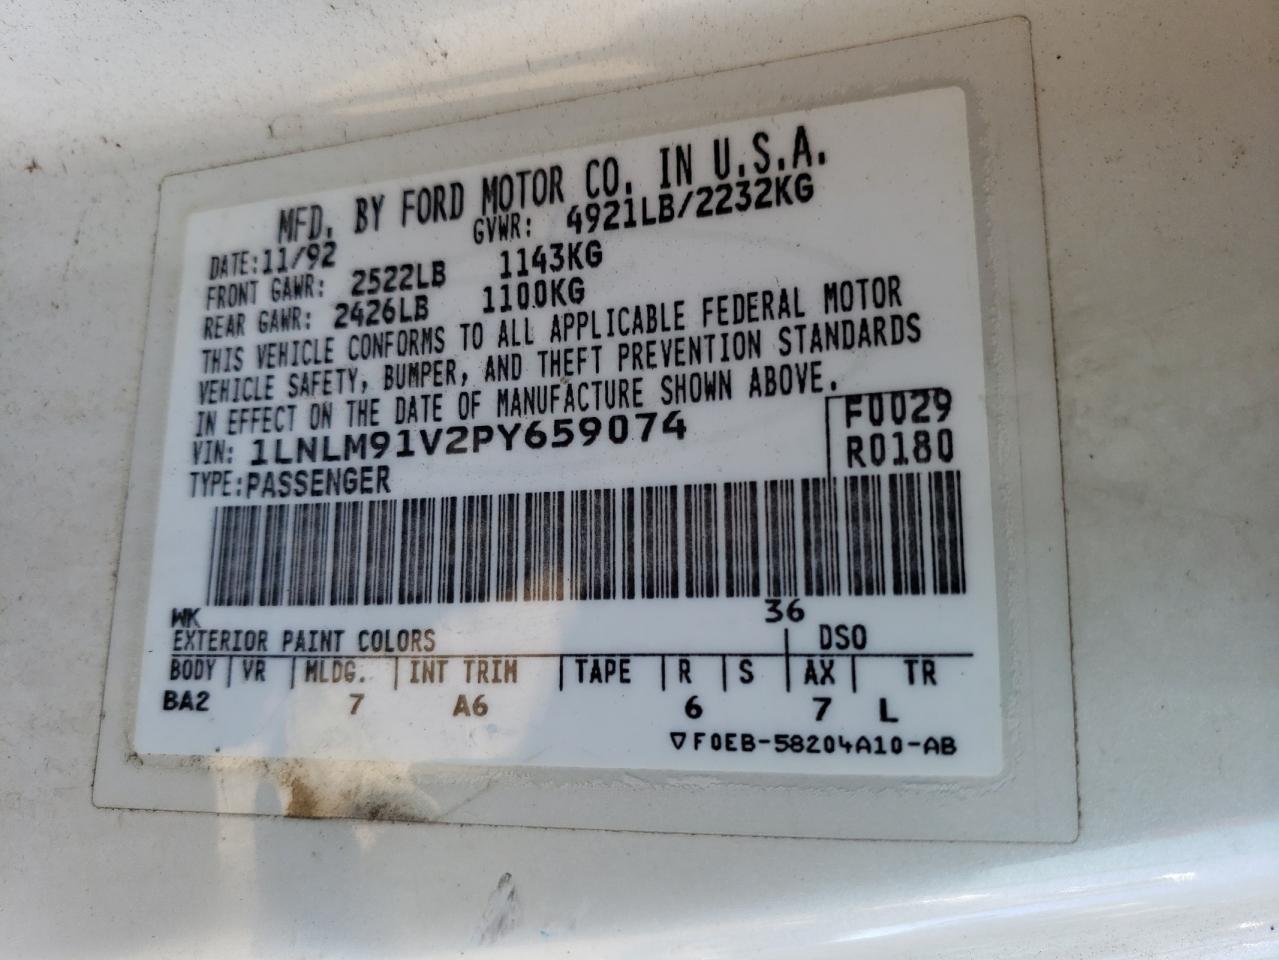 MFD. BY FORD MOTOR CO. IN U.S.A.
DATE: 11/92 GVWR: 4921LB/2232KG
FRONT GAWR: 2522LB 1143KG
REAR GAWR: 2426LB 1100KG
THIS VEHICLE CONFORMS TO ALL APPLICABLE FEDERAL MOTOR
VEHICLE SAFETY, BUMPER, AND THEFT PREVENTION STANDARDS
IN EFFECT ON THE DATE OF MANUFACTURE SHOWN ABOVE.
VIN: 1LNLM91V2PY659074 F0029
TYPE: PASSENGER R0180
WK 36
EXTERIOR PAINT COLORS DSO
BODY VR MLDG. INT TRIM TAPE R S AX TR
BA2 7 A6 6 7 L
▽F0EB-58204A10-AB